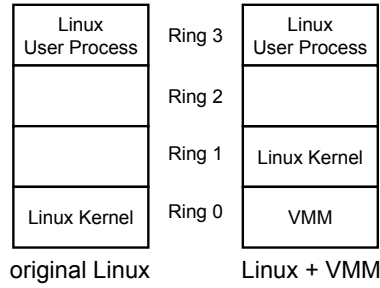 Linux
User Process
Ring 3
Linux
User Process
Ring 2
Ring 1
Linux Kernel
Linux Kernel
Ring 0
VMM
original Linux
Linux + VMM